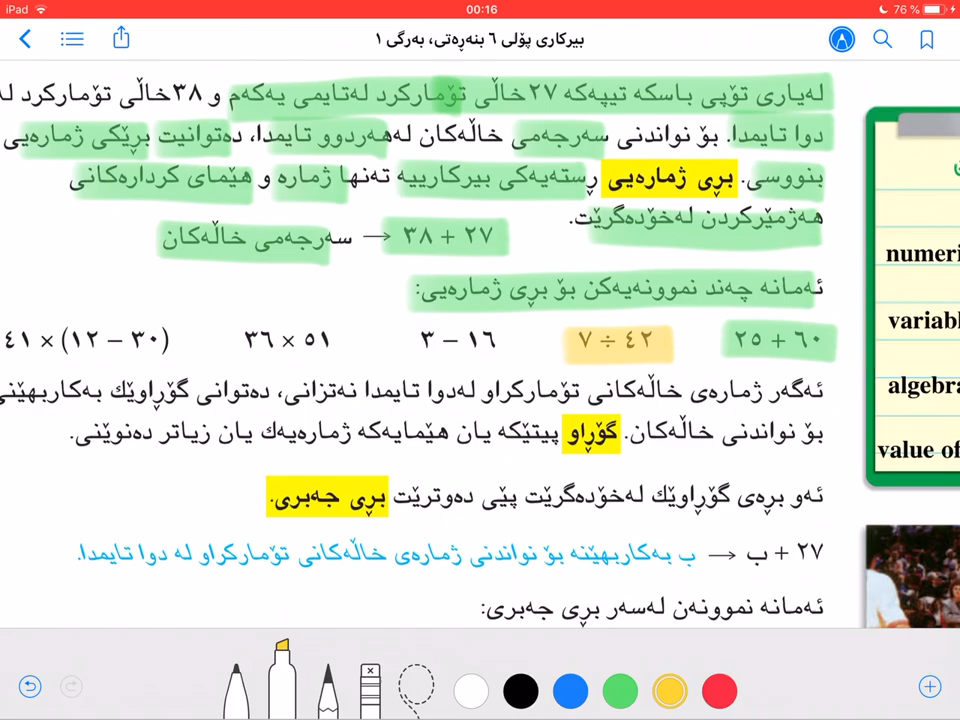 iPad 00:16 76 %
بیرکاری پۆلی ٦ بنەڕەتی، بەرگی ١
لەیاری تۆپی باسکە تیپەکە ٢٧خاڵی تۆمارکرد لەتایمی یەکەم و ٣٨خاڵی تۆمارکرد لە
دوا تایمدا. بۆ نواندنی سەرجەمی خاڵەکان لەهەردوو تایمدا، دەتوانیت بڕێکی ژمارەیی
بنووسی. بڕی ژمارەیی ڕستەیەکی بیرکارییە تەنها ژمارە و هێمای کردارەکانی
هەژمێرکردن لەخۆدەگرێت.
٢٧ + ٣٨ ← سەرجەمی خاڵەکان
ئەمانە چەند نموونەیەکن بۆ بڕی ژمارەیی:
٦٠ + ٢٥ ٤٢ ÷ ٧ ١٦ − ٣ ٥١ × ٣٦ (٣٠ − ١٢) × ٤١
ئەگەر ژمارەی خاڵەکانی تۆمارکراو لەدوا تایمدا نەتزانی، دەتوانی گۆڕاوێك بەکاربهێنی
بۆ نواندنی خاڵەکان. گۆڕاو پیتێکە یان هێمایەکە ژمارەیەك یان زیاتر دەنوێنی.
ئەو بڕەی گۆڕاوێك لەخۆدەگرێت پێی دەوترێت بڕی جەبری.
٢٧ + ب ← ب بەکاربهێنە بۆ نواندنی ژمارەی خاڵەکانی تۆمارکراو لە دوا تایمدا.
ئەمانە نموونەن لەسەر بڕی جەبری:
numeri
variabl
algebra
value of